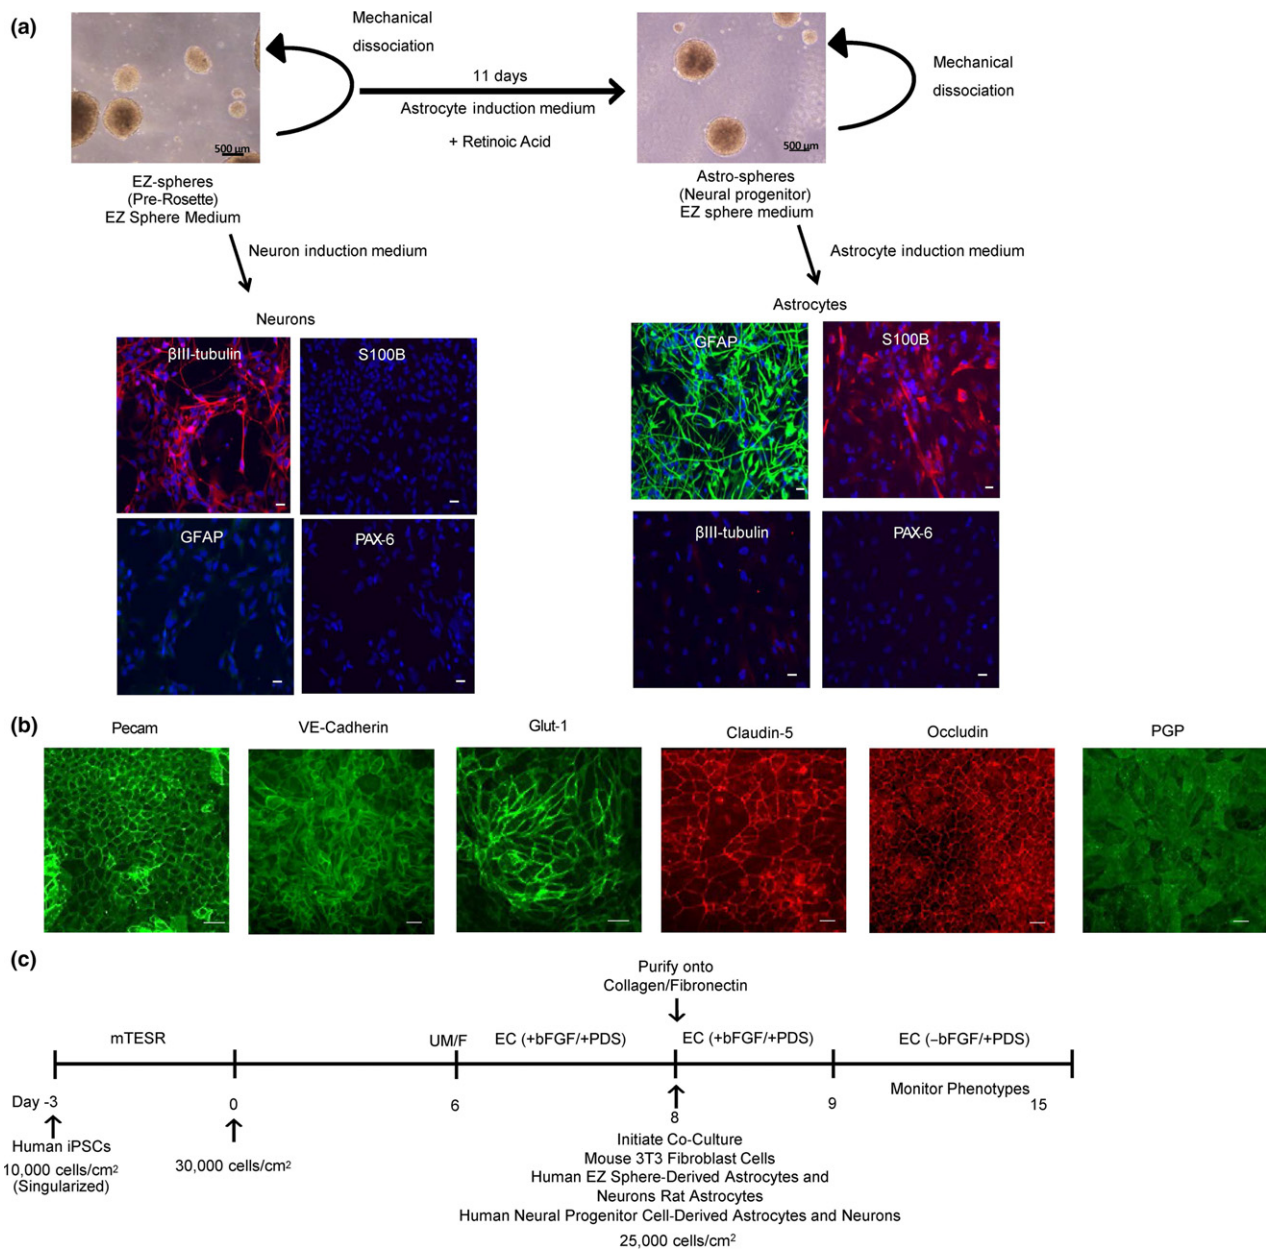 (a)
Mechanical
dissociation
11 days
Astrocyte induction medium
+ Retinoic Acid
Mechanical
dissociation
500 µm
500 µm
EZ-spheres
(Pre-Rosette)
EZ Sphere Medium
Astro-spheres
(Neural progenitor)
EZ sphere medium
Neuron induction medium
Astrocyte induction medium
Neurons
Astrocytes
βIII-tubulin
S100B
GFAP
PAX-6
GFAP
S100B
βIII-tubulin
PAX-6
(b)
Pecam
VE-Cadherin
Glut-1
Claudin-5
Occludin
PGP
(c)
Purify onto
Collagen/Fibronectin
mTESR
UM/F
EC (+bFGF/+PDS)
EC (+bFGF/+PDS)
EC (–bFGF/+PDS)
Monitor Phenotypes
Day -3
0
6
8
9
15
Human iPSCs
10,000 cells/cm²
(Singularized)
30,000 cells/cm²
Initiate Co-Culture
Mouse 3T3 Fibroblast Cells
Human EZ Sphere-Derived Astrocytes and
Neurons Rat Astrocytes
Human Neural Progenitor Cell-Derived Astrocytes and Neurons
25,000 cells/cm²